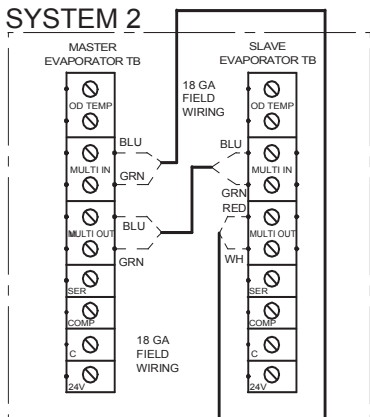 SYSTEM 2
MASTER
EVAPORATOR TB
SLAVE
EVAPORATOR TB
OD TEMP
MULTI IN
MULTI OUT
SER
COMP
C
24V
BLU
GRN
BLU
GRN
18 GA
FIELD
WIRING
18 GA
FIELD
WIRING
BLU
GRN
RED
WH
OD TEMP
MULTI IN
MULTI OUT
SER
COMP
C
24V